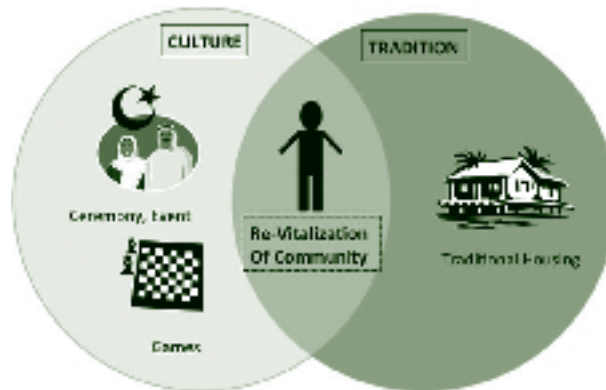 CULTURE
TRADITION
Ceremony, Event
Re-Vitalization
Of Community
Traditional Housing
Games